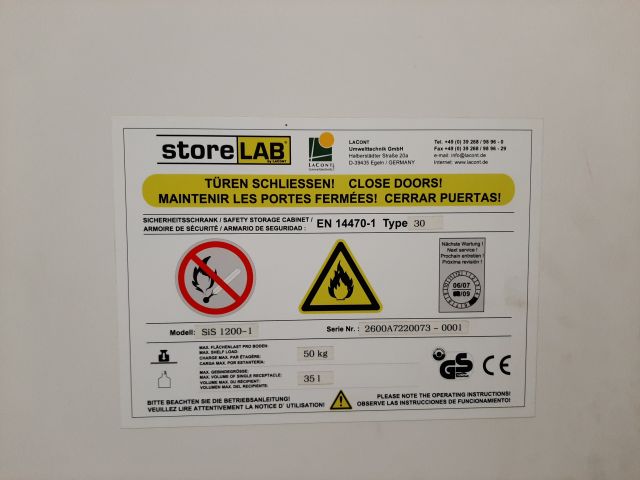 storeLAB
by LACONT
LACONT
Umwelttechnik
LACONT
Umwelttechnik GmbH
Halberstädter Straße 20a
D-39435 Egeln / GERMANY
Tel. +49 (0) 39 268 / 98 96 - 0
Fax +49 (0) 39 268 / 98 96 - 29
e-mail: info@lacont.de
Internet: www.lacont.de
TÜREN SCHLIESSEN! CLOSE DOORS!
MAINTENIR LES PORTES FERMÉES! CERRAR PUERTAS!
SICHERHEITSSCHRANK / SAFETY STORAGE CABINET /
ARMOIRE DE SÉCURITÉ / ARMARIO DE SEGURIDAD :
EN 14470-1 Type 30
Nächste Wartung !
Next service !
Prochain entretien !
Próxima revisión !
06/07
/09
Modell: SiS 1200-1
Serie Nr. : 2600A7220073 - 0001
MAX. FLÄCHENLAST PRO BODEN:
MAX. SHELF LOAD:
CHARGE MAX. PAR ÉTAGÈRE:
CARGA MAX. POR ESTANTERÍA:
50 kg
MAX. GEBINDEGRÖSSE:
MAX. VOLUME OF SINGLE RECEPTACLE:
VOLUME MAX. DU RÉCIPIENT:
VOLUMEN MAX. DEL RECIPIENTE:
35 l
GS
CE
BITTE BEACHTEN SIE DIE BETRIEBSANLEITUNG!
VEUILLEZ LIRE ATTENTIVEMENT LA NOTICE D' UTILISATION!
PLEASE NOTE THE OPERATING INSTRUCTIONS!
OBSERVE LAS INSTRUCCIONES DE FUNCIONAMIENTO!